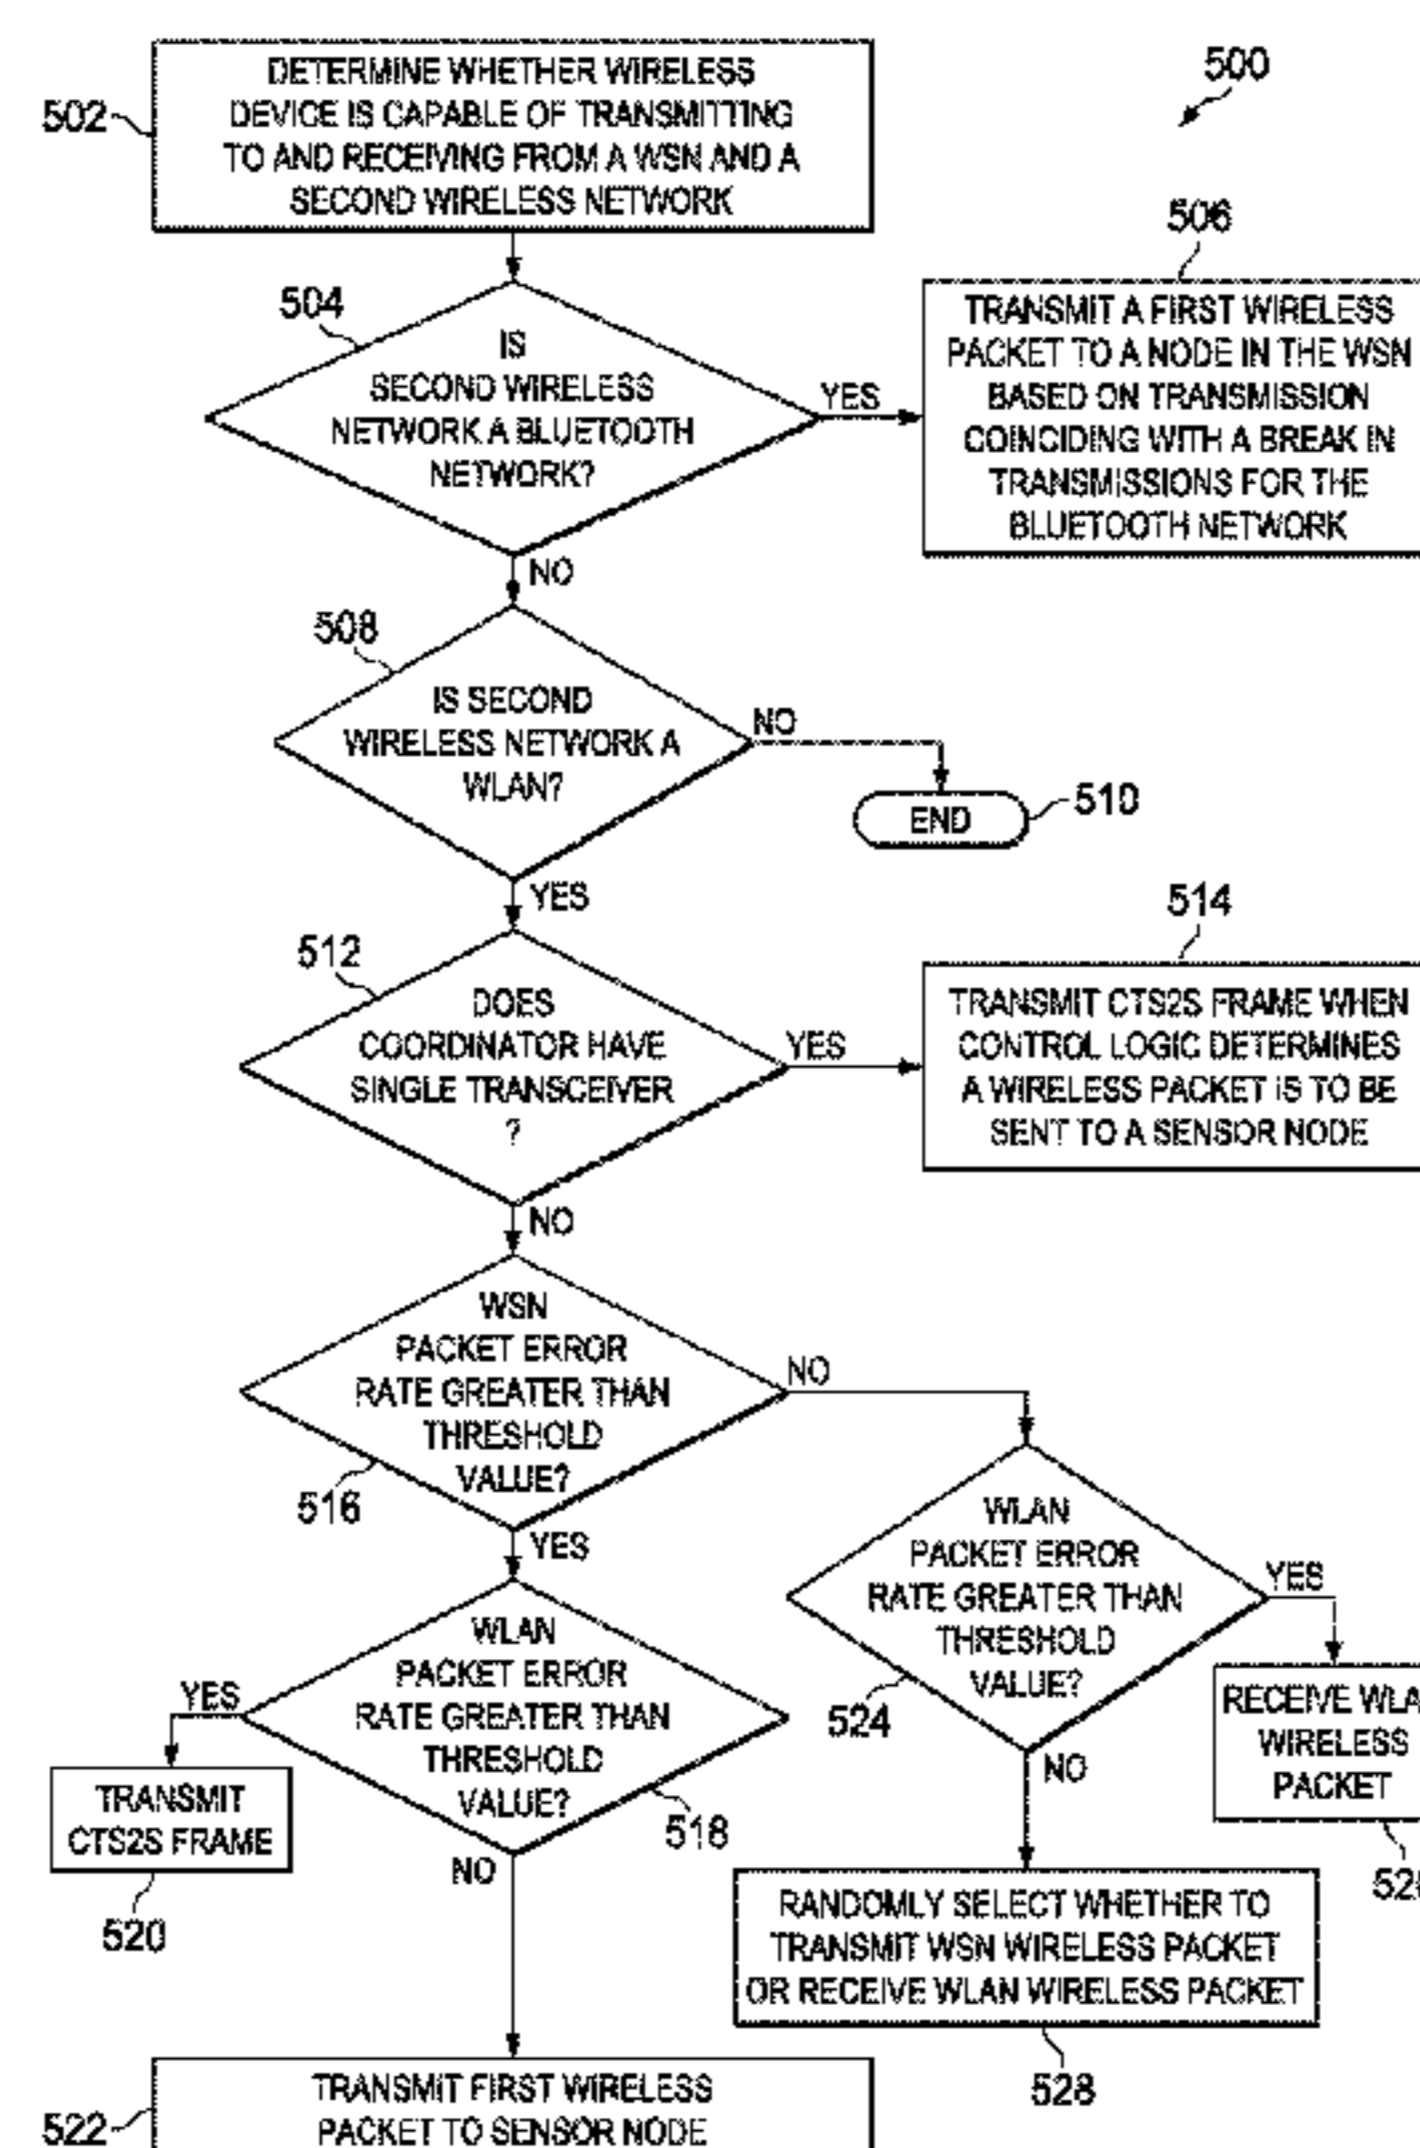 500
502
DETERMINE WHETHER WIRELESS
DEVICE IS CAPABLE OF TRANSMITTING
TO AND RECEIVING FROM A WSN AND A
SECOND WIRELESS NETWORK
504
IS
SECOND WIRELESS
NETWORK A BLUETOOTH
NETWORK?
YES
NO
506
TRANSMIT A FIRST WIRELESS
PACKET TO A NODE IN THE WSN
BASED ON TRANSMISSION
COINCIDING WITH A BREAK IN
TRANSMISSIONS FOR THE
BLUETOOTH NETWORK
508
IS SECOND
WIRELESS NETWORK A
WLAN?
NO
END
510
YES
512
DOES
COORDINATOR HAVE
SINGLE TRANSCEIVER
?
YES
514
TRANSMIT CTS2S FRAME WHEN
CONTROL LOGIC DETERMINES
A WIRELESS PACKET IS TO BE
SENT TO A SENSOR NODE
NO
WSN
PACKET ERROR
RATE GREATER THAN
THRESHOLD
VALUE?
516
NO
YES
WLAN
PACKET ERROR
RATE GREATER THAN
THRESHOLD
VALUE?
518
YES
TRANSMIT
CTS2S FRAME
520
NO
WLAN
PACKET ERROR
RATE GREATER THAN
THRESHOLD
VALUE?
524
YES
RECEIVE
WIRELESS
PACKET
NO
RANDOMLY SELECT WHETHER TO
TRANSMIT WSN WIRELESS PACKET
OR RECEIVE WLAN WIRELESS PACKET
528
522
TRANSMIT FIRST WIRELESS
PACKET TO SENSOR NODE